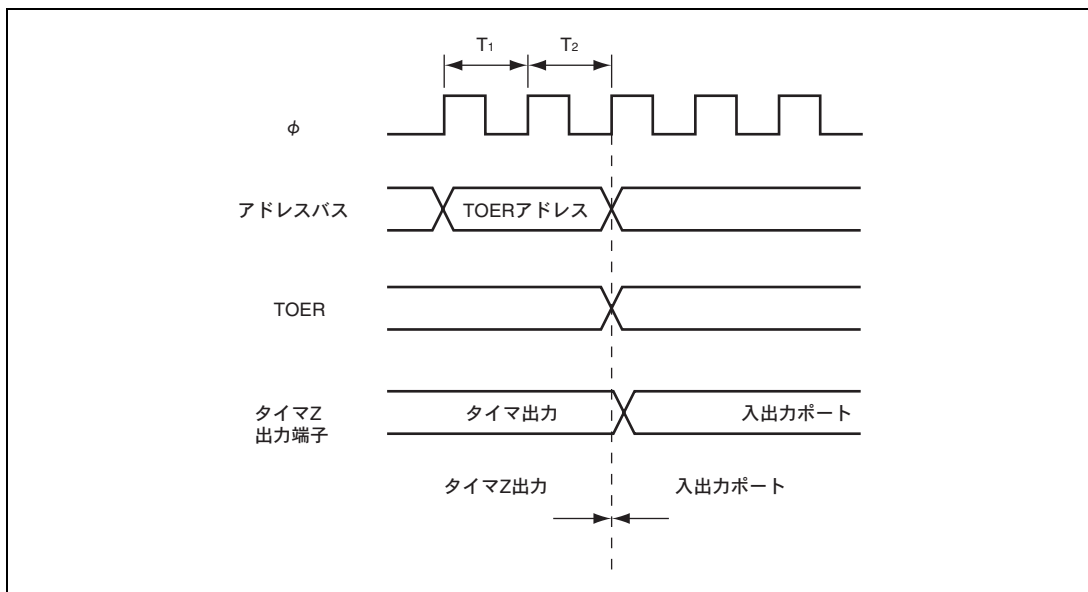 T1 T2
φ
アドレスバス TOERアドレス
TOER
タイマZ
出力端子 タイマ出力 入出力ポート
タイマZ出力 入出力ポート